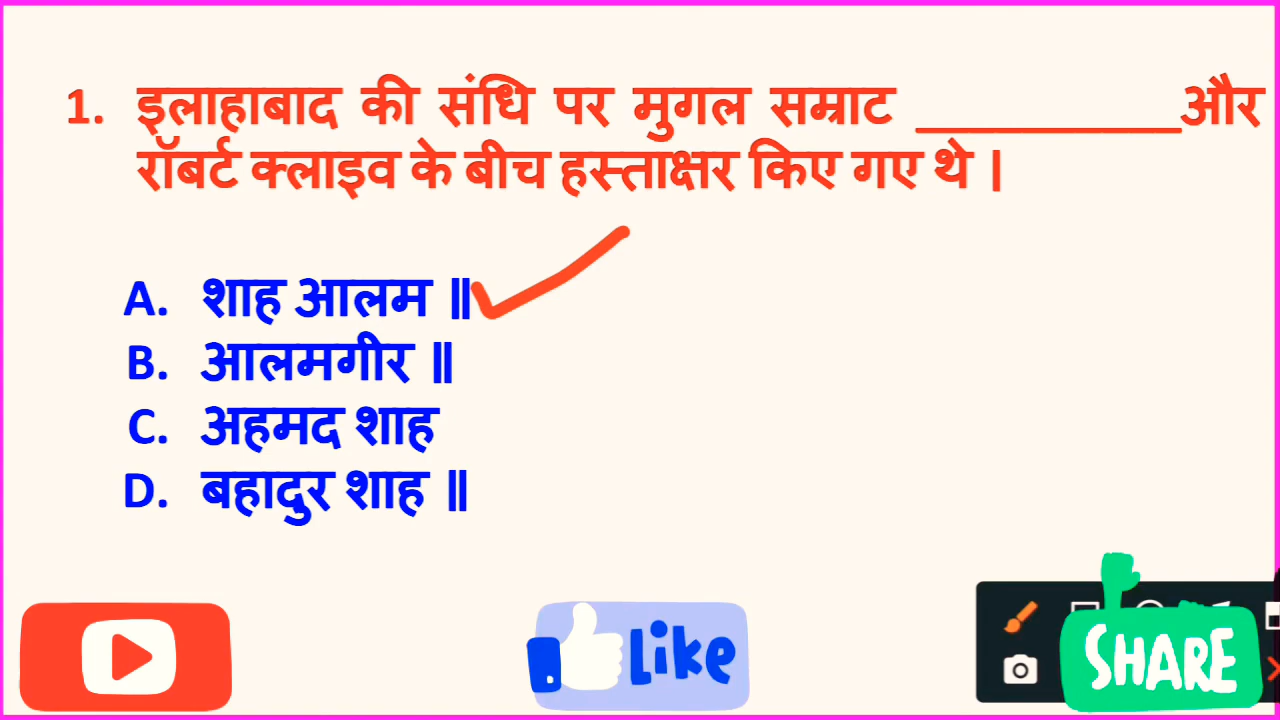 1. इलाहाबाद की संधि पर मुगल सम्राट __________और
रॉबर्ट क्लाइव के बीच हस्ताक्षर किए गए थे |
A. शाह आलम ||
B. आलमगीर ||
C. अहमद शाह
D. बहादुर शाह ||
Like
SHARE